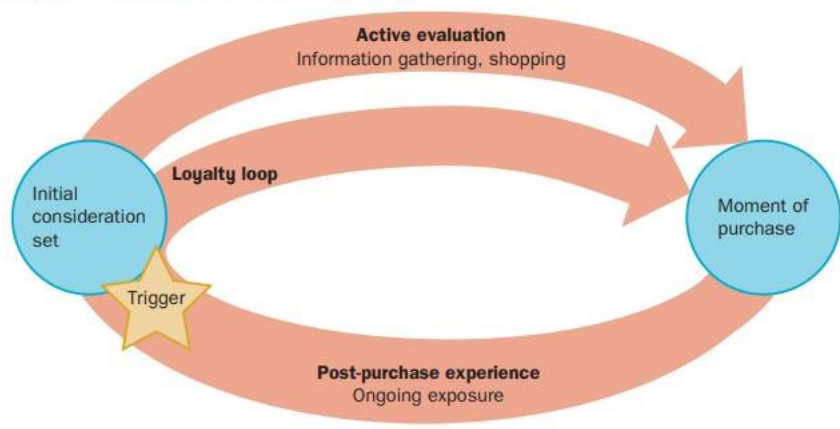 Active evaluation
Information gathering, shopping
Loyalty loop
Initial
consideration
set
Moment of
purchase
Trigger
Post-purchase experience
Ongoing exposure